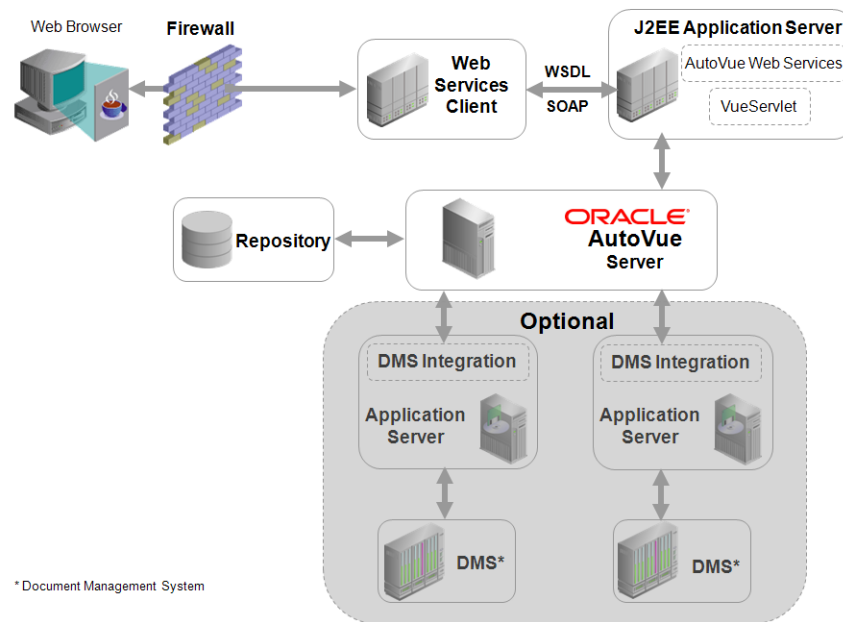 Web Browser
Firewall
Web
Services
Client
WSDL
SOAP
J2EE Application Server
AutoVue Web Services
VueServlet
Repository
ORACLE®
AutoVue
Server
Optional
DMS Integration
Application
Server
DMS*
DMS Integration
Application
Server
DMS*
* Document Management System